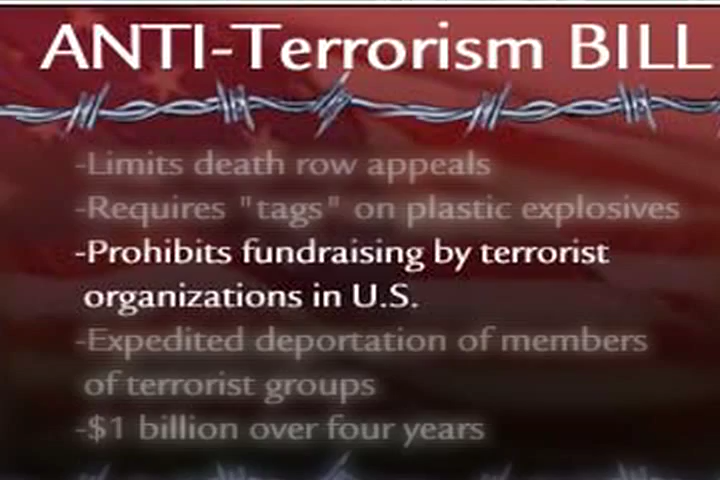 ANTI-Terrorism BILL
-Limits death row appeals
-Requires "tags" on plastic explosives
-Prohibits fundraising by terrorist
organizations in U.S.
-Expedited deportation of members
of terrorist groups
-$1 billion over four years